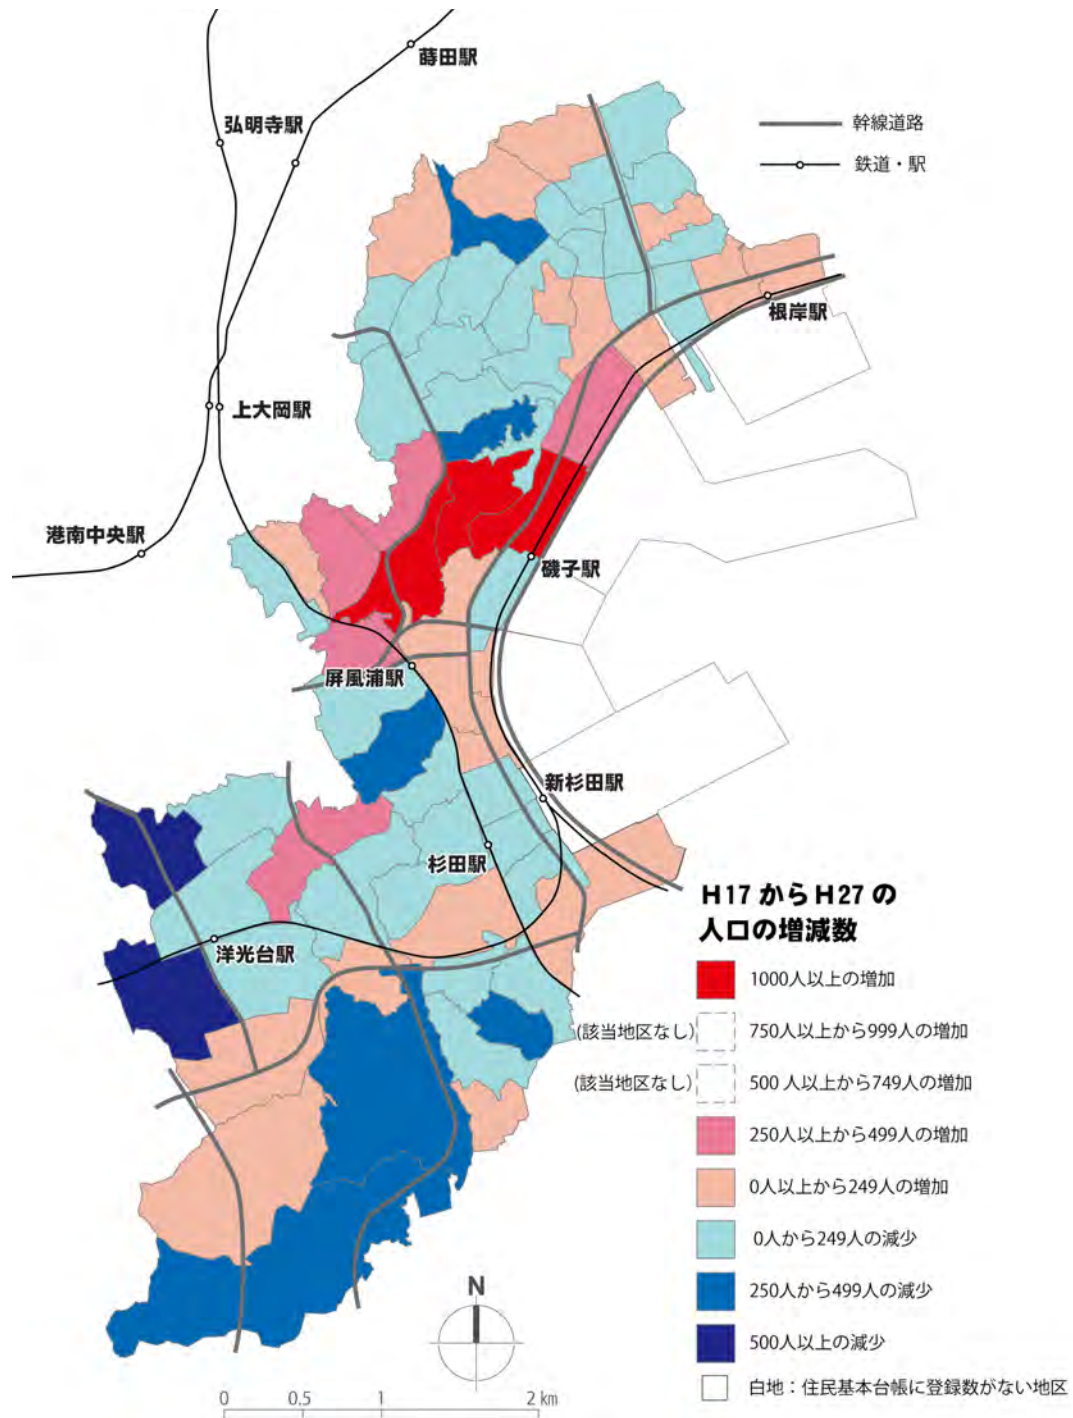 蒔田駅
弘明寺駅
幹線道路
鉄道・駅
根岸駅
上大岡駅
港南中央駅
磯子駅
屏風浦駅
新杉田駅
杉田駅
洋光台駅
H17からH27の
人口の増減数
1000人以上の増加
(該当地区なし) 750人以上から999人の増加
(該当地区なし) 500人以上から749人の増加
250人以上から499人の増加
0人以上から249人の増加
0人から249人の減少
250人から499人の減少
500人以上の減少
白地：住民基本台帳に登録数がない地区
N
0 0.5 1 2 km